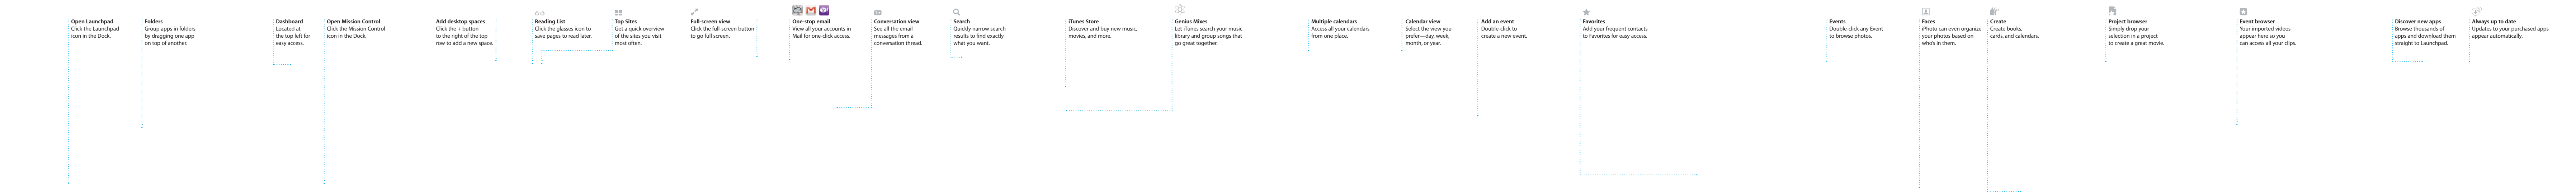 Open Launchpad
Click the Launchpad
icon in the Dock.
Folders
Group apps in folders
by dragging one app
on top of another.
Dashboard
Located at
the top left for
easy access.
Open Mission Control
Click the Mission Control
icon in the Dock.
Add desktop spaces
Click the + button
to the right of the top
row to add a new space.
Reading List
Click the glasses icon to
save pages to read later.
Top Sites
Get a quick overview
of the sites you visit
most often.
Full-screen view
Click the full-screen button
to go full screen.
One-stop email
View all your accounts in
Mail for one-click access.
Conversation view
See all the email
messages from a
conversation thread.
Search
Quickly narrow search
results to find exactly
what you want.
iTunes Store
Discover and buy new music,
movies, and more.
Genius Mixes
Let iTunes search your music
library and group songs that
go great together.
Multiple calendars
Access all your calendars
from one place.
Calendar view
Select the view you
prefer—day, week,
month, or year.
Add an event
Double-click to
create a new event.
Favorites
Add your frequent contacts
to Favorites for easy access.
Events
Double-click any Event
to browse photos.
Faces
iPhoto can even organize
your photos based on
who's in them.
Create
Create books,
cards, and calendars.
Project browser
Simply drop your
selection in a project
to create a great movie.
Event browser
Your imported videos
appear here so you
can access all your clips.
Discover new apps
Browse thousands of
apps and download them
straight to Launchpad.
Always up to date
Updates to your purchased apps
appear automatically.